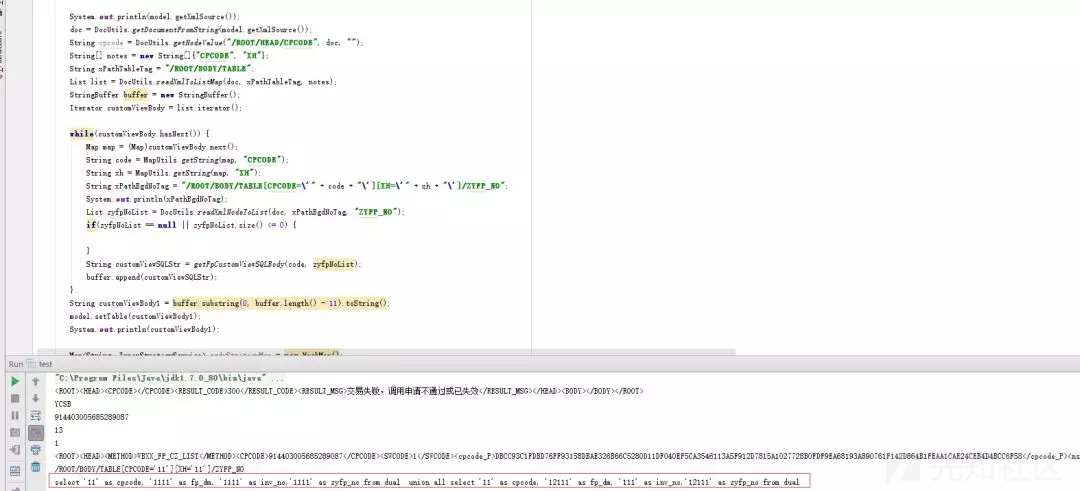 System.out.println(model.getXmlSource());
doc = DocUtils.getDocumentFromString(model.getXmlSource());
String cpcode = DocUtils.getNodeValue("/ROOT/HEAD/CPCODE", doc, "");
String[] notes = new String[]{"CPCODE", "XH"};
String xPathTableTag = "/ROOT/BODY/TABLE";
List list = DocUtils.readXmlToListMap(doc, xPathTableTag, notes);
StringBuffer buffer = new StringBuffer();
Iterator customViewBody = list.iterator();
while(customViewBody.hasNext()) {
Map map = (Map)customViewBody.next();
String code = MapUtils.getString(map, "CPCODE");
String xh = MapUtils.getString(map, "XH");
String xPathBgdNoTag = "/ROOT/BODY/TABLE[CPCODE=\'" + code + "\'][XH=\'" + xh + "\']/ZYFP_NO";
System.out.println(xPathBgdNoTag);
List zyfpNoList = DocUtils.readXmlNodeToList(doc, xPathBgdNoTag, "ZYFP_NO");
if(zyfpNoList == null || zyfpNoList.size() <= 0) {
}
String customViewSQLStr = getFpCustomViewSQLBody(code, zyfpNoList);
buffer.append(customViewSQLStr);
}
String customViewBody1 = buffer.substring(0, buffer.length() - 11).toString();
model.setTable(customViewBody1);
System.out.println(customViewBody1);
Run test
"C:\Program Files\Java\jdk1.7.0_80\bin\java" ...
<ROOT><HEAD><CPCODE></CPCODE><RESULT_CODE>300</RESULT_CODE><RESULT_MSG>交易失败，调用申请不通过或已失效</RESULT_MSG></HEAD><BODY></BODY></ROOT>
YCSB
914403005685289087
13
1
<ROOT><HEAD><METHOD>VBXX_FP_CZ_LIST</METHOD><CPCODE>914403005685289087</CPCODE><SWCODE>1</SWCODE>
/ROOT/BODY/TABLE[CPCODE='11'][XH='11']/ZYFP_NO
select '11' as cpcode, '1111' as fp_dm, '1111' as inv_no,'1111' as zyfp_no from dual union all select '11' as cpcode, '12111' as fp_dm, '111' as inv_no,'12111' as zyfp_no from dual
先知社区